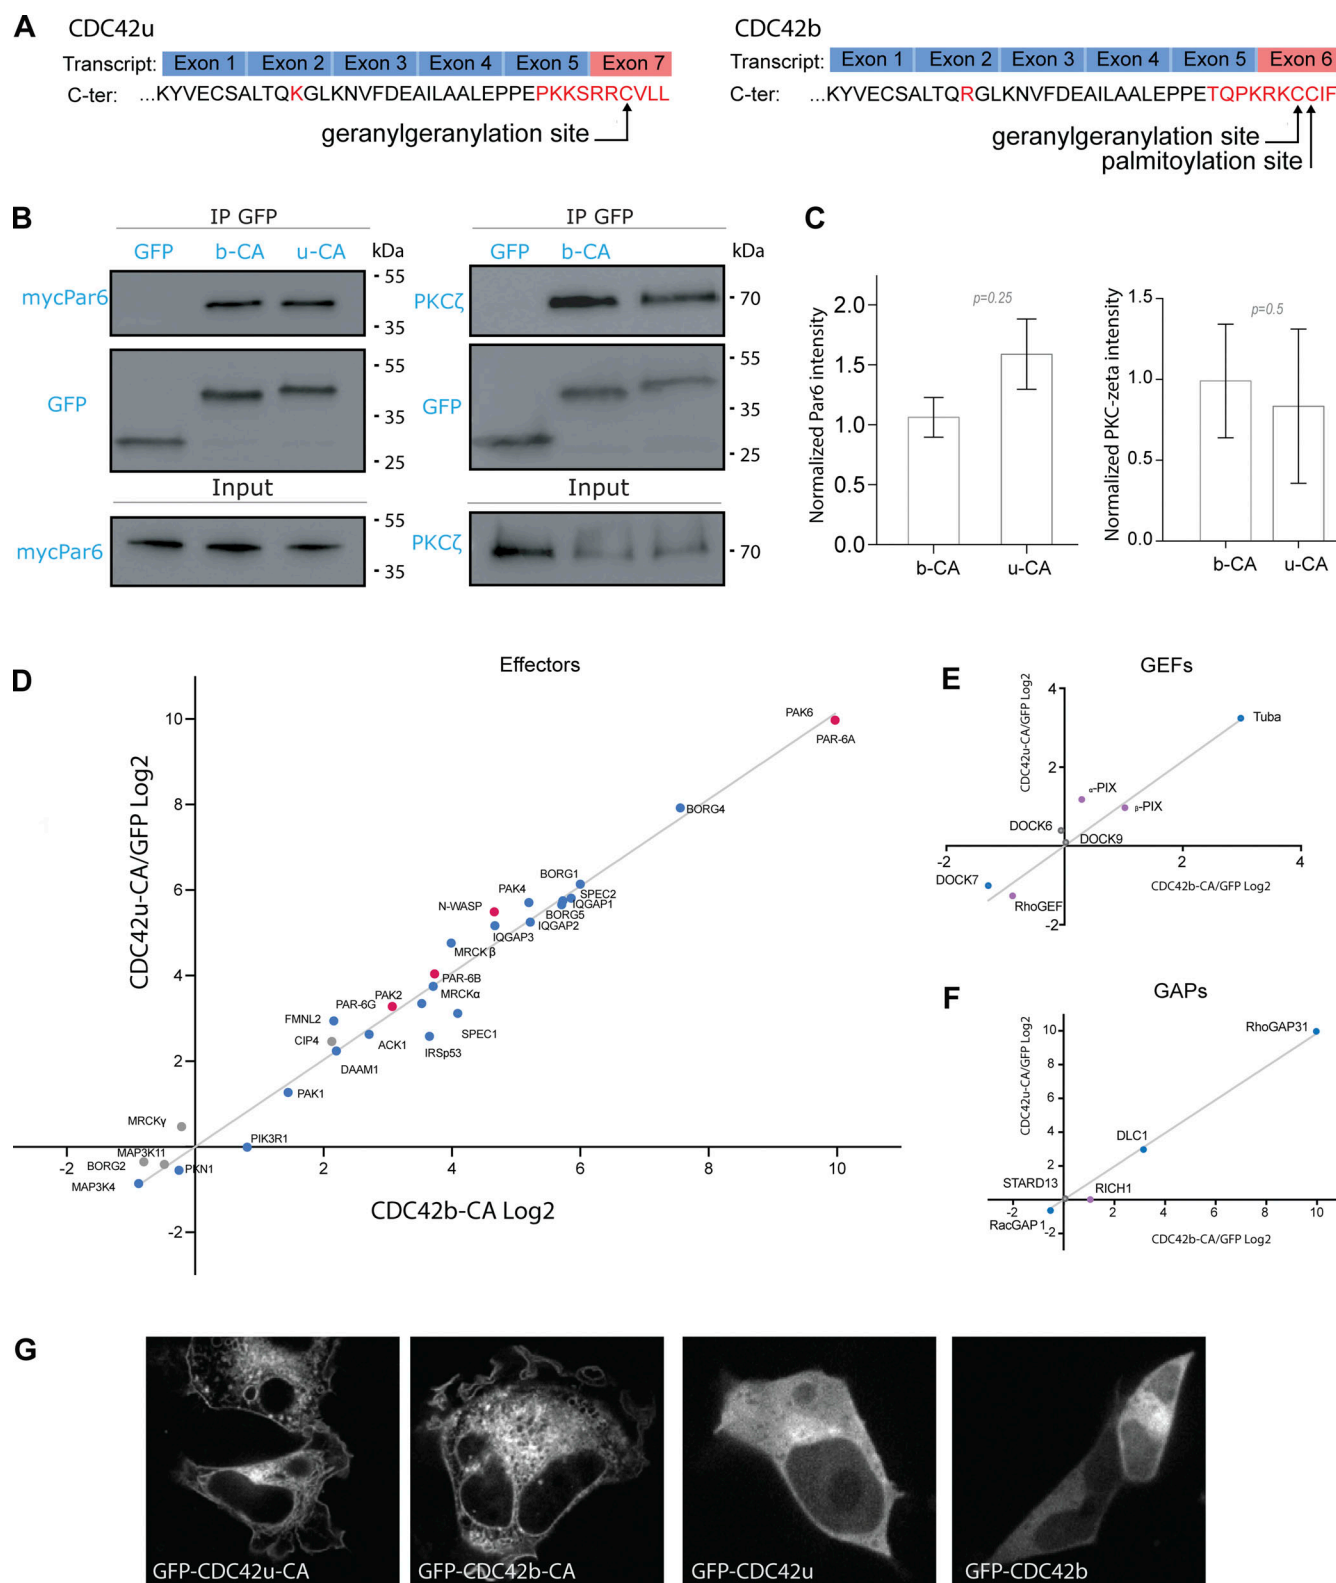 A
CDC42u
Transcript: Exon 1 Exon 2 Exon 3 Exon 4 Exon 5 Exon 7
C-ter: ...KYVECSALTQKGLKNVFDEAILAALEPPEPKKSRRCVLL
geranylgeranylation site
CDC42b
Transcript: Exon 1 Exon 2 Exon 3 Exon 4 Exon 5 Exon 6
C-ter: ...KYVECSALTQRGLKNVFDEAILAALEPPETQPKRKCCIF
geranylgeranylation site
palmitoylation site
B
IP GFP
GFP b-CA u-CA kDa
mycPar6
- 55
- 35
GFP
- 55
- 35
- 25
Input
mycPar6
- 55
- 35
IP GFP
GFP b-CA kDa
PKCζ
- 70
GFP
- 55
- 35
- 25
Input
PKCζ
- 70
C
Normalized Par6 intensity
2.0
1.5
1.0
0.5
0.0
p=0.25
b-CA u-CA
Normalized PKC-zeta intensity
1.5
1.0
0.5
0.0
p=0.5
b-CA u-CA
D
Effectors
CDC42u-CA/GFP Log2
10
8
6
4
2
-2
-2 2 4 6 8 10
CDC42b-CA Log2
PAK6
PAR-6A
BORG4
BORG1
PAK4
SPEC2
IQGAP1
N-WASP
BORG5
IQGAP2
IQGAP3
MRCKβ
PAR-6B
MRCKα
PAK2
PAR-6G
FMNL2
SPEC1
CIP4
ACK1
IRSp53
DAAM1
PAK1
MRCKγ
PIK3R1
MAP3K11
BORG2
PKN1
MAP3K4
E
GEFs
CDC42u-CA/GFP Log2
4
2
-2
-2 2 4
CDC42b-CA/GFP Log2
Tuba
α-PIX
β-PIX
DOCK6
DOCK9
DOCK7
RhoGEF
F
GAPs
CDC42u-CA/GFP Log2
10
8
6
4
2
-2
-2 2 4 6 8 10
CDC42b-CA/GFP Log2
RhoGAP31
DLC1
STARD13
RICH1
RacGAP1
G
GFP-CDC42u-CA
GFP-CDC42b-CA
GFP-CDC42u
GFP-CDC42b